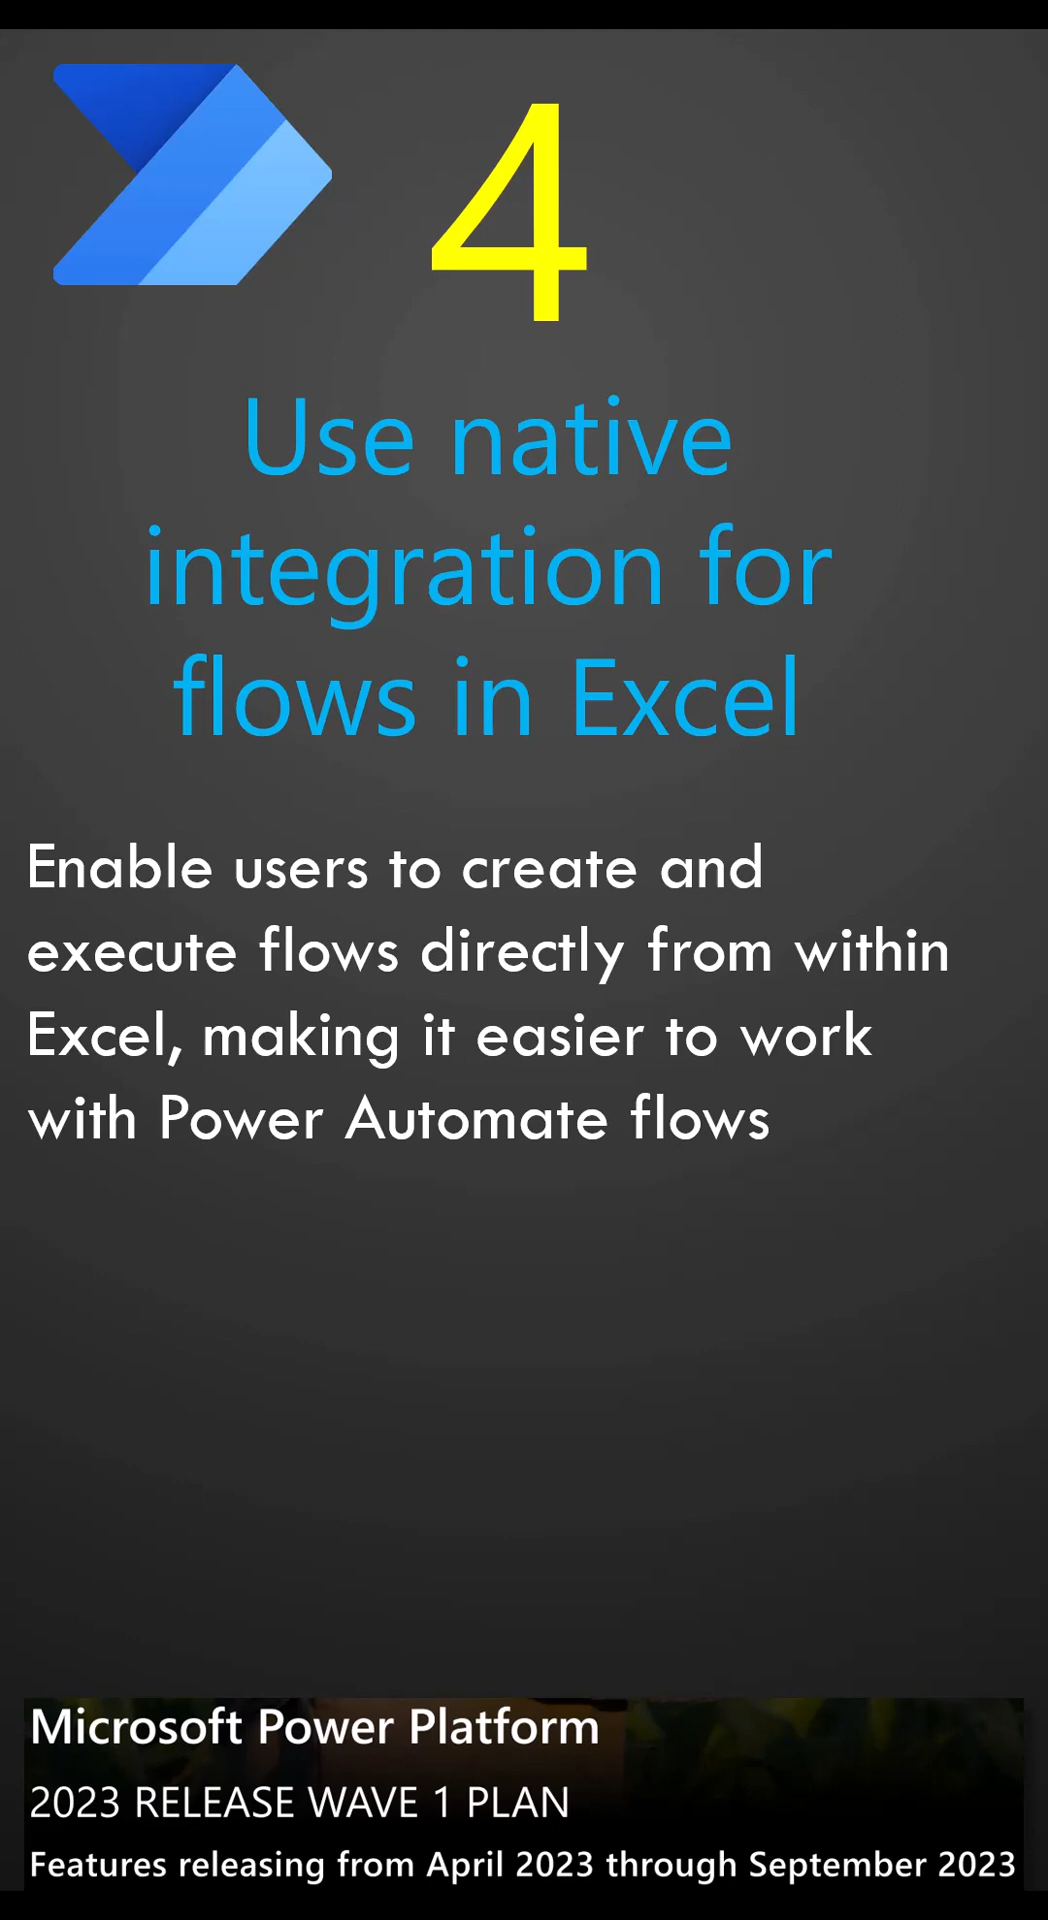 4
Use native
integration for
flows in Excel
Enable users to create and
execute flows directly from within
Excel, making it easier to work
with Power Automate flows
Microsoft Power Platform
2023 RELEASE WAVE 1 PLAN
Features releasing from April 2023 through September 2023